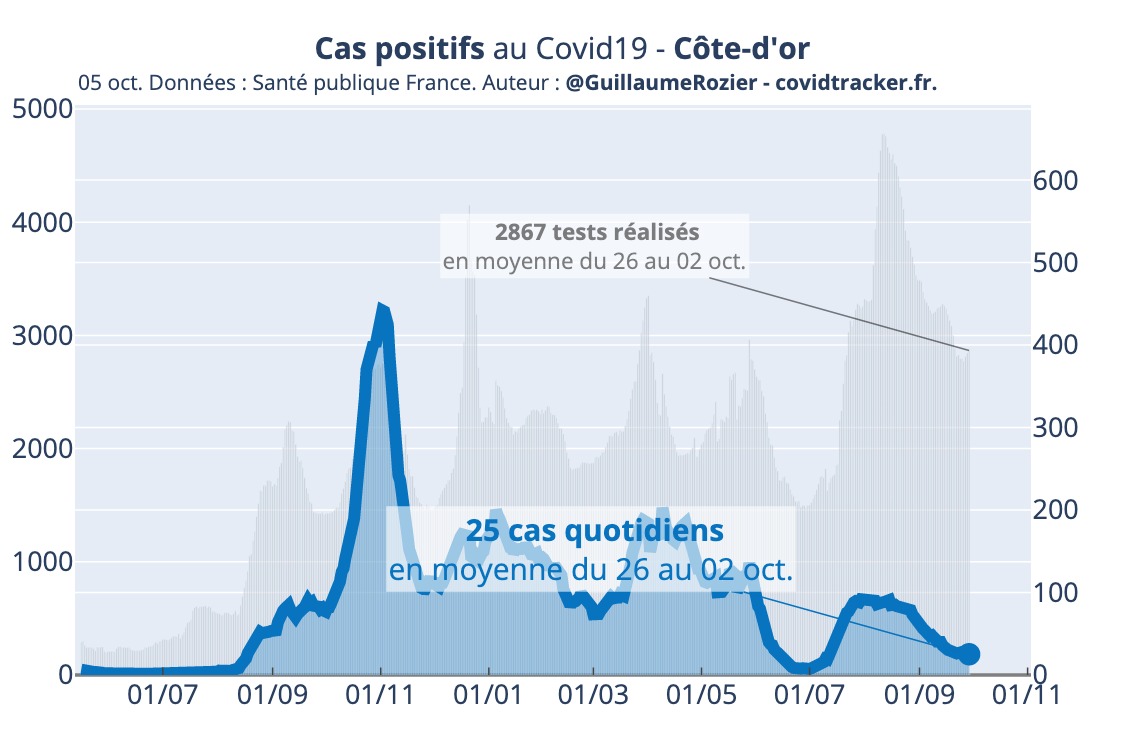 Cas positifs au Covid19 - Côte-d'or
05 oct. Données : Santé publique France. Auteur : @GuillaumeRozier - covidtracker.fr.
5000
4000
3000
2000
1000
0
600
500
400
300
200
100
0
2867 tests réalisés
en moyenne du 26 au 02 oct.
25 cas quotidiens
en moyenne du 26 au 02 oct.
01/07 01/09 01/11 01/01 01/03 01/05 01/07 01/09 01/11